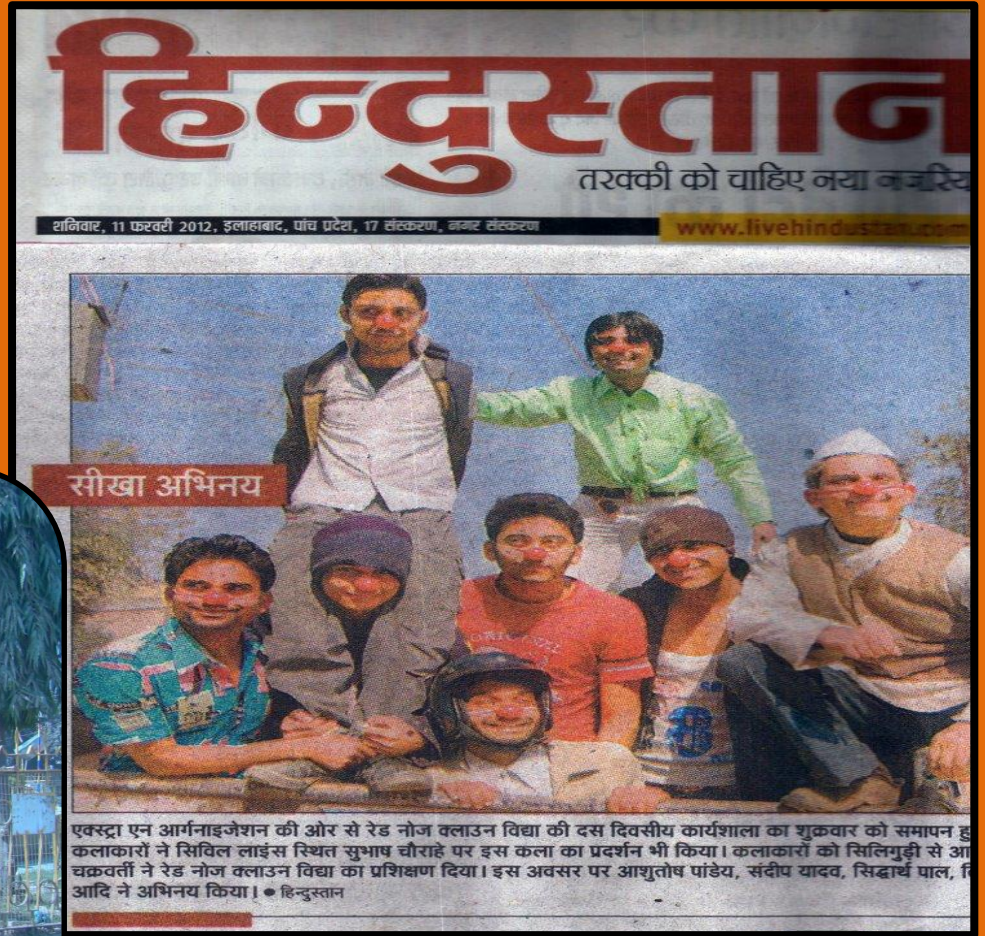 हिन्दुस्तान
तरक्की को चाहिए नया
शनिवार, 11 फरवरी 2012, इलाहाबाद, पांच प्रदेश, 17 संस्करण, नगर संस्करण
www.livehindustan.com
सीखा अभिनय
एक्स्ट्रा एन आर्गनाइजेशन की ओर से रेड नोज क्लाउन विद्या की दस दिवसीय कार्यशाला का शुक्रवार को समापन
कलाकारों ने सिविल लाइंस स्थित सुभाष चौराहे पर इस कला का प्रदर्शन भी किया। कलाकारों को सिलिगुड़ी से
चक्रवर्ती ने रेड नोज क्लाउन विद्या का प्रशिक्षण दिया। इस अवसर पर आशुतोष पांडेय, संदीप यादव, सिद्धार्थ पाल,
आदि ने अभिनय किया। ● हिन्दुस्तान